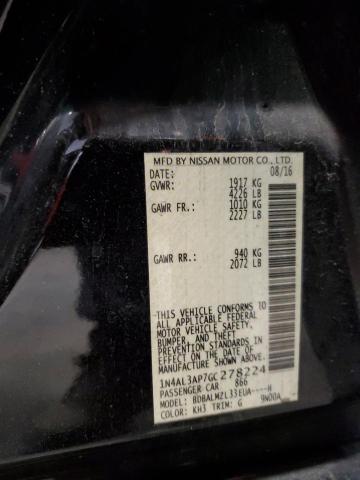 MFD BY NISSAN MOTOR CO., LTD.
DATE: 08/16
GVWR: 1917 KG
4226 LB
GAWR FR.: 1010 KG
2227 LB
GAWR RR.: 940 KG
2072 LB
THIS VEHICLE CONFORMS TO
ALL APPLICABLE FEDERAL
MOTOR VEHICLE SAFETY,
BUMPER, AND THEFT
PREVENTION STANDARDS IN
EFFECT ON THE DATE OF
MANUFACTURE SHOWN ABOVE.
1N4AL3AP7GC278224
PASSENGER CAR 866
MODEL: BDBALMZL33EUA----H
COLOR: KH3 TRIM: G 9N00A